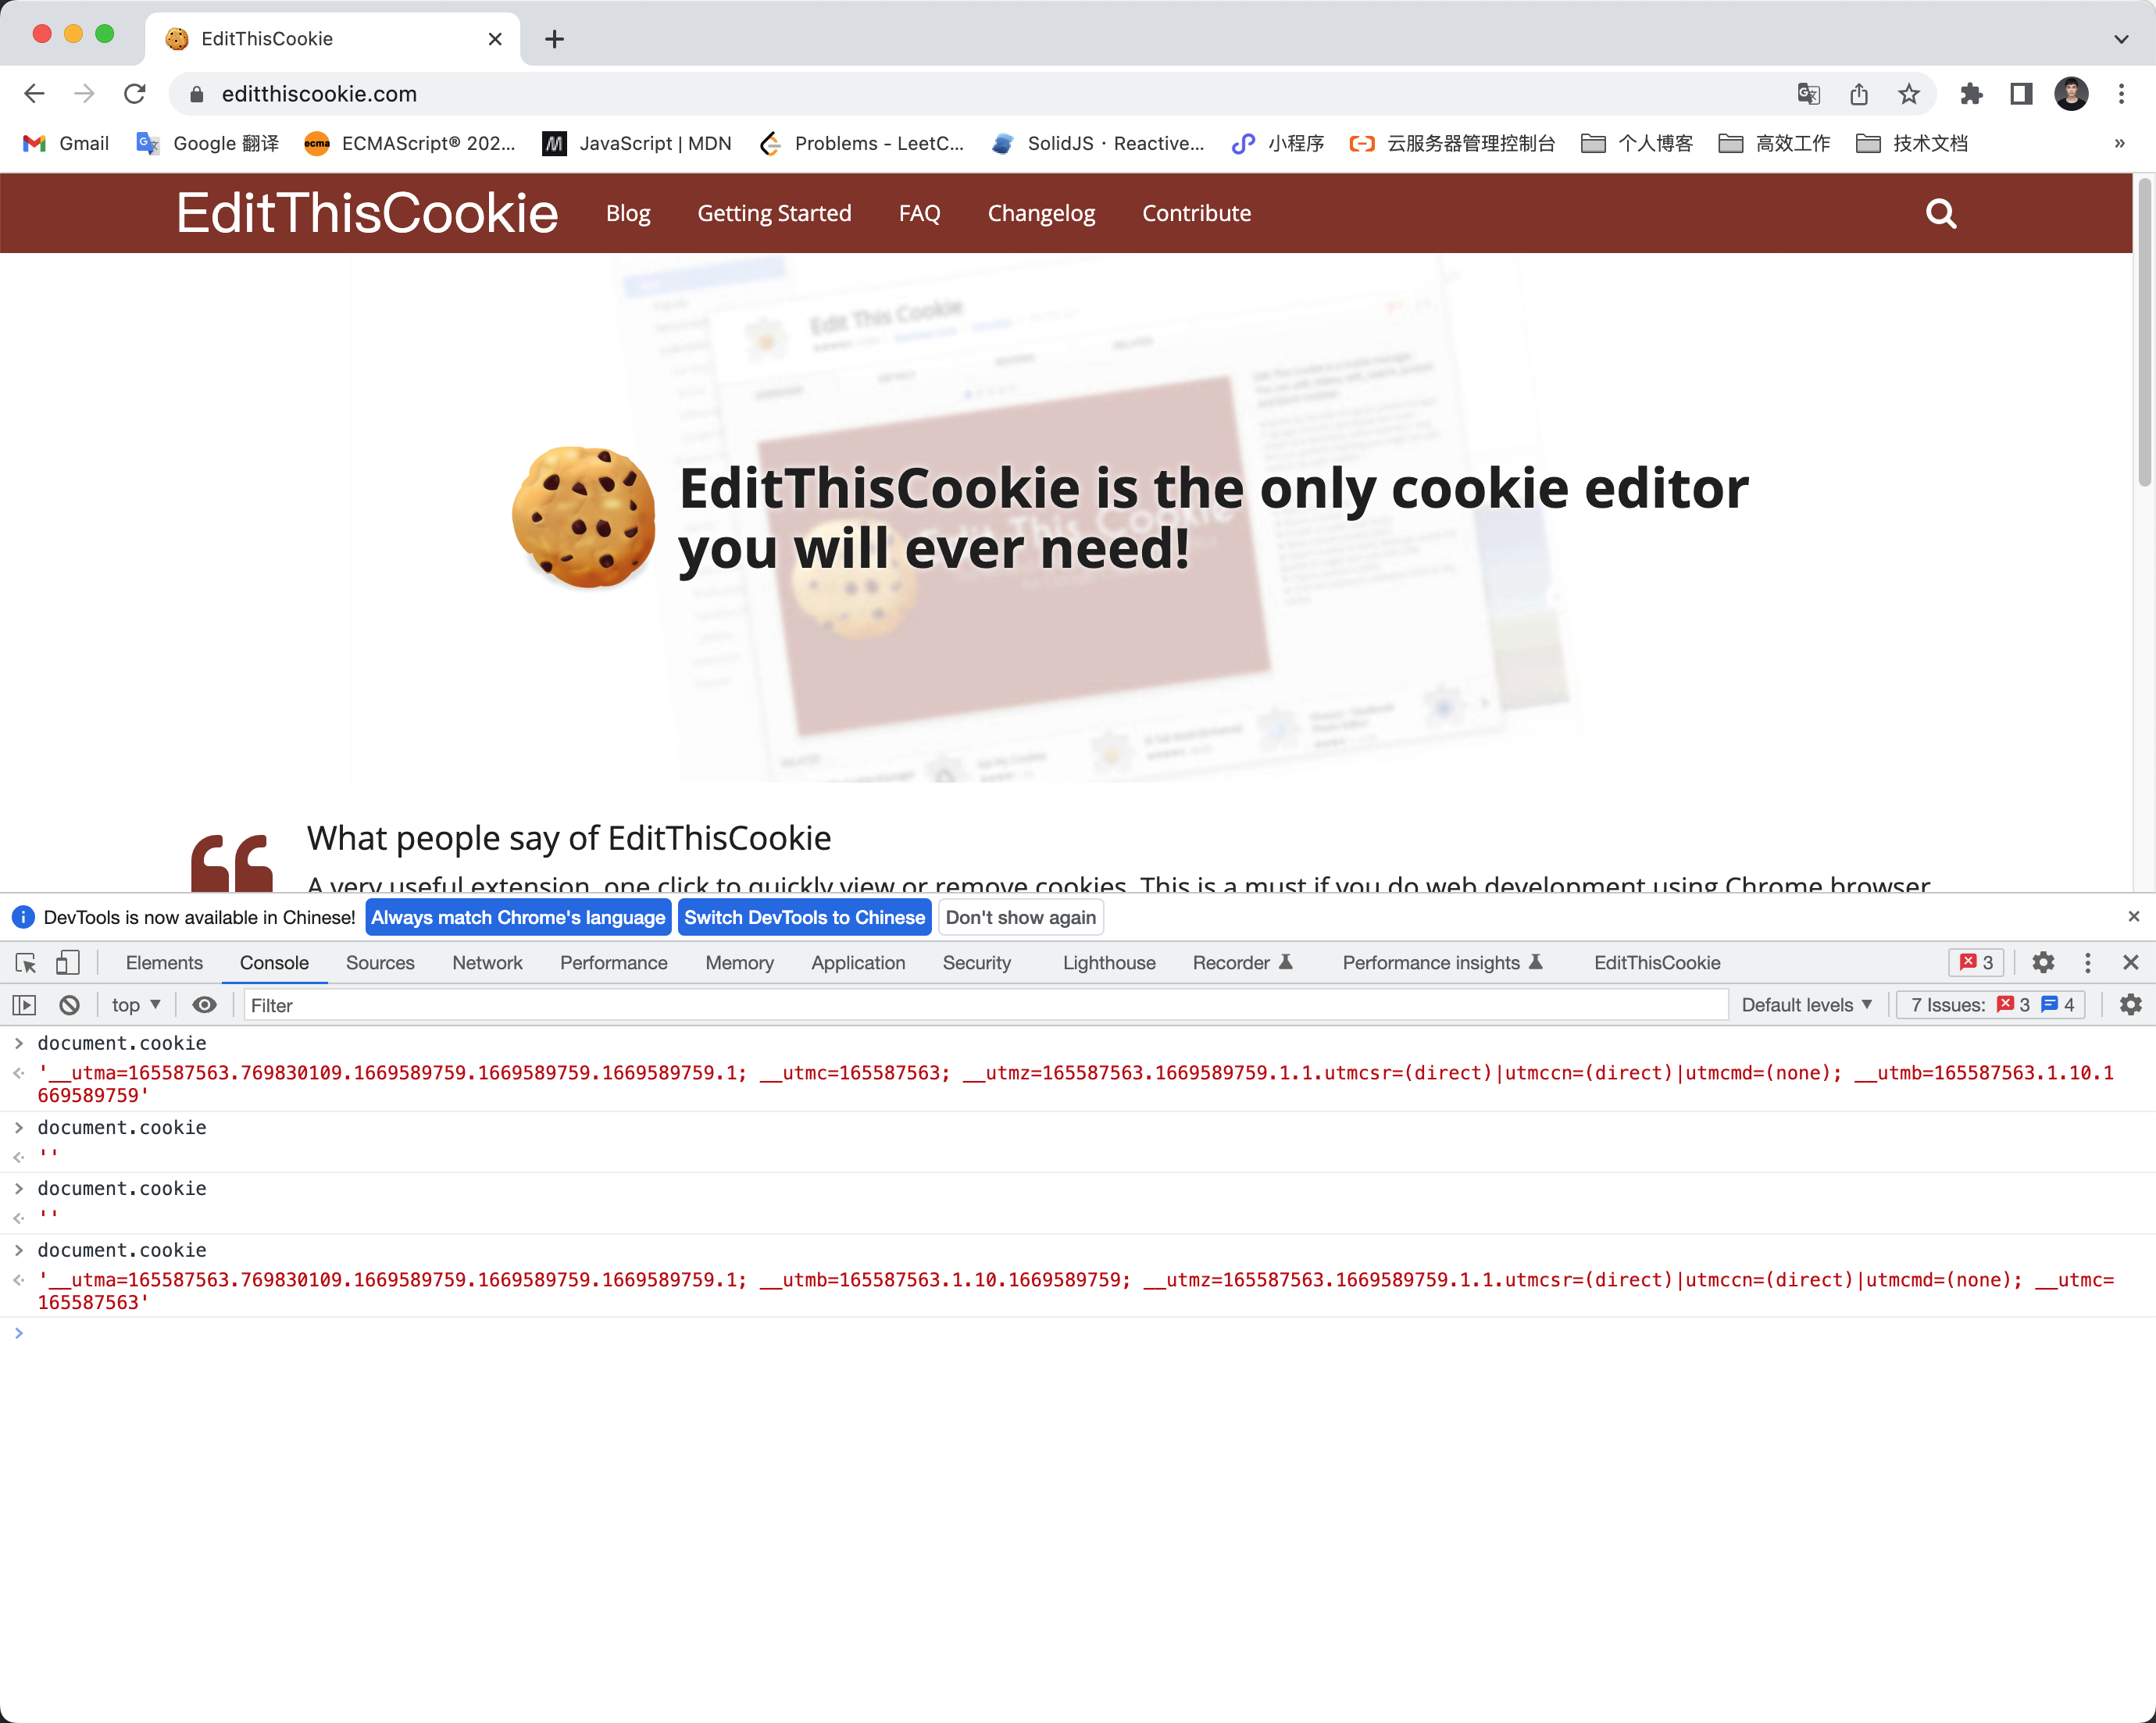 EditThisCookie
editthiscookie.com
Gmail Google 翻译 ECMAScript® 202... JavaScript | MDN Problems - LeetC... SolidJS · Reactive... 小程序 云服务器管理控制台 个人博客 高效工作 技术文档 »
EditThisCookie Blog Getting Started FAQ Changelog Contribute
Edit This Cookie
EditThisCookie is the only cookie editor
you will ever need!
What people say of EditThisCookie
A very useful extension, one click to quickly view or remove cookies. This is a must if you do web development using Chrome browser
DevTools is now available in Chinese! Always match Chrome's language Switch DevTools to Chinese Don't show again
Elements Console Sources Network Performance Memory Application Security Lighthouse Recorder Performance insights EditThisCookie 3
top Filter Default levels 7 Issues: 3 4
document.cookie
'__utma=165587563.769830109.1669589759.1669589759.1669589759.1; __utmc=165587563; __utmz=165587563.1669589759.1.1.utmcsr=(direct)|utmccn=(direct)|utmcmd=(none); __utmb=165587563.1.10.1
669589759'
document.cookie
''
document.cookie
''
document.cookie
'__utma=165587563.769830109.1669589759.1669589759.1669589759.1; __utmb=165587563.1.10.1669589759; __utmz=165587563.1669589759.1.1.utmcsr=(direct)|utmccn=(direct)|utmcmd=(none); __utmc=
165587563'